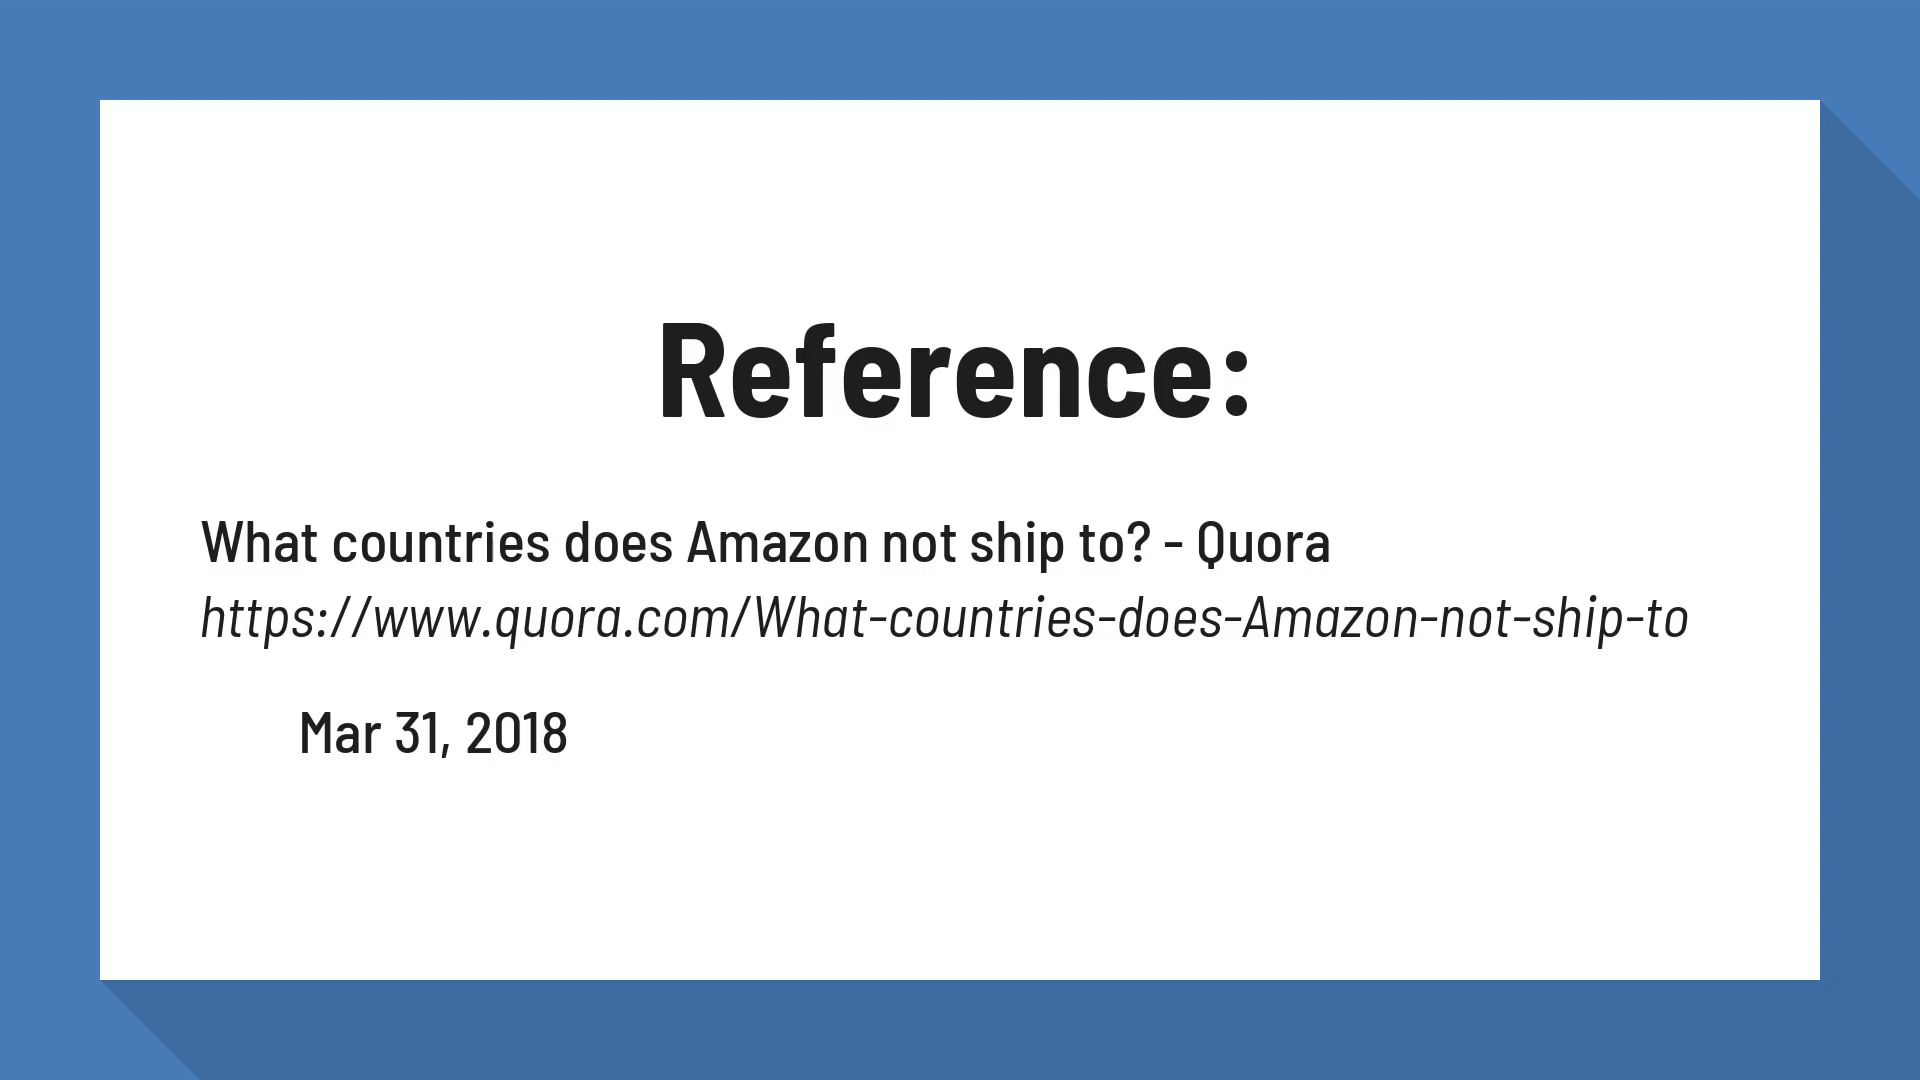 Reference:
What countries does Amazon not ship to? - Quora
https://www.quora.com/What-countries-does-Amazon-not-ship-to
Mar 31, 2018